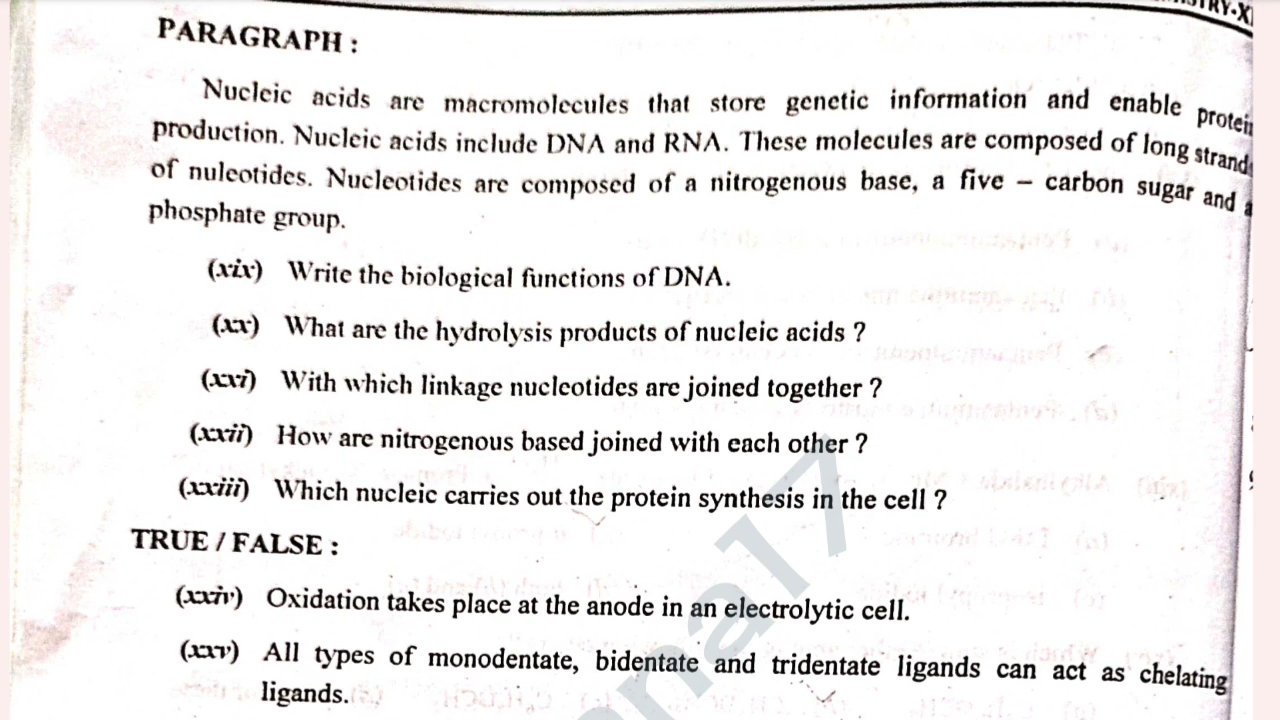 PARAGRAPH :
Nucleic acids are macromolecules that store genetic information and enable protein
production. Nucleic acids include DNA and RNA. These molecules are composed of long strands
of nuleotides. Nucleotides are composed of a nitrogenous base, a five – carbon sugar and a
phosphate group.
(xix) Write the biological functions of DNA.
(xx) What are the hydrolysis products of nucleic acids ?
(xxi) With which linkage nucleotides are joined together ?
(xxii) How are nitrogenous based joined with each other ?
(xxiii) Which nucleic carries out the protein synthesis in the cell ?
TRUE / FALSE :
(xxiv) Oxidation takes place at the anode in an electrolytic cell.
(xxv) All types of monodentate, bidentate and tridentate ligands can act as chelating
ligands.